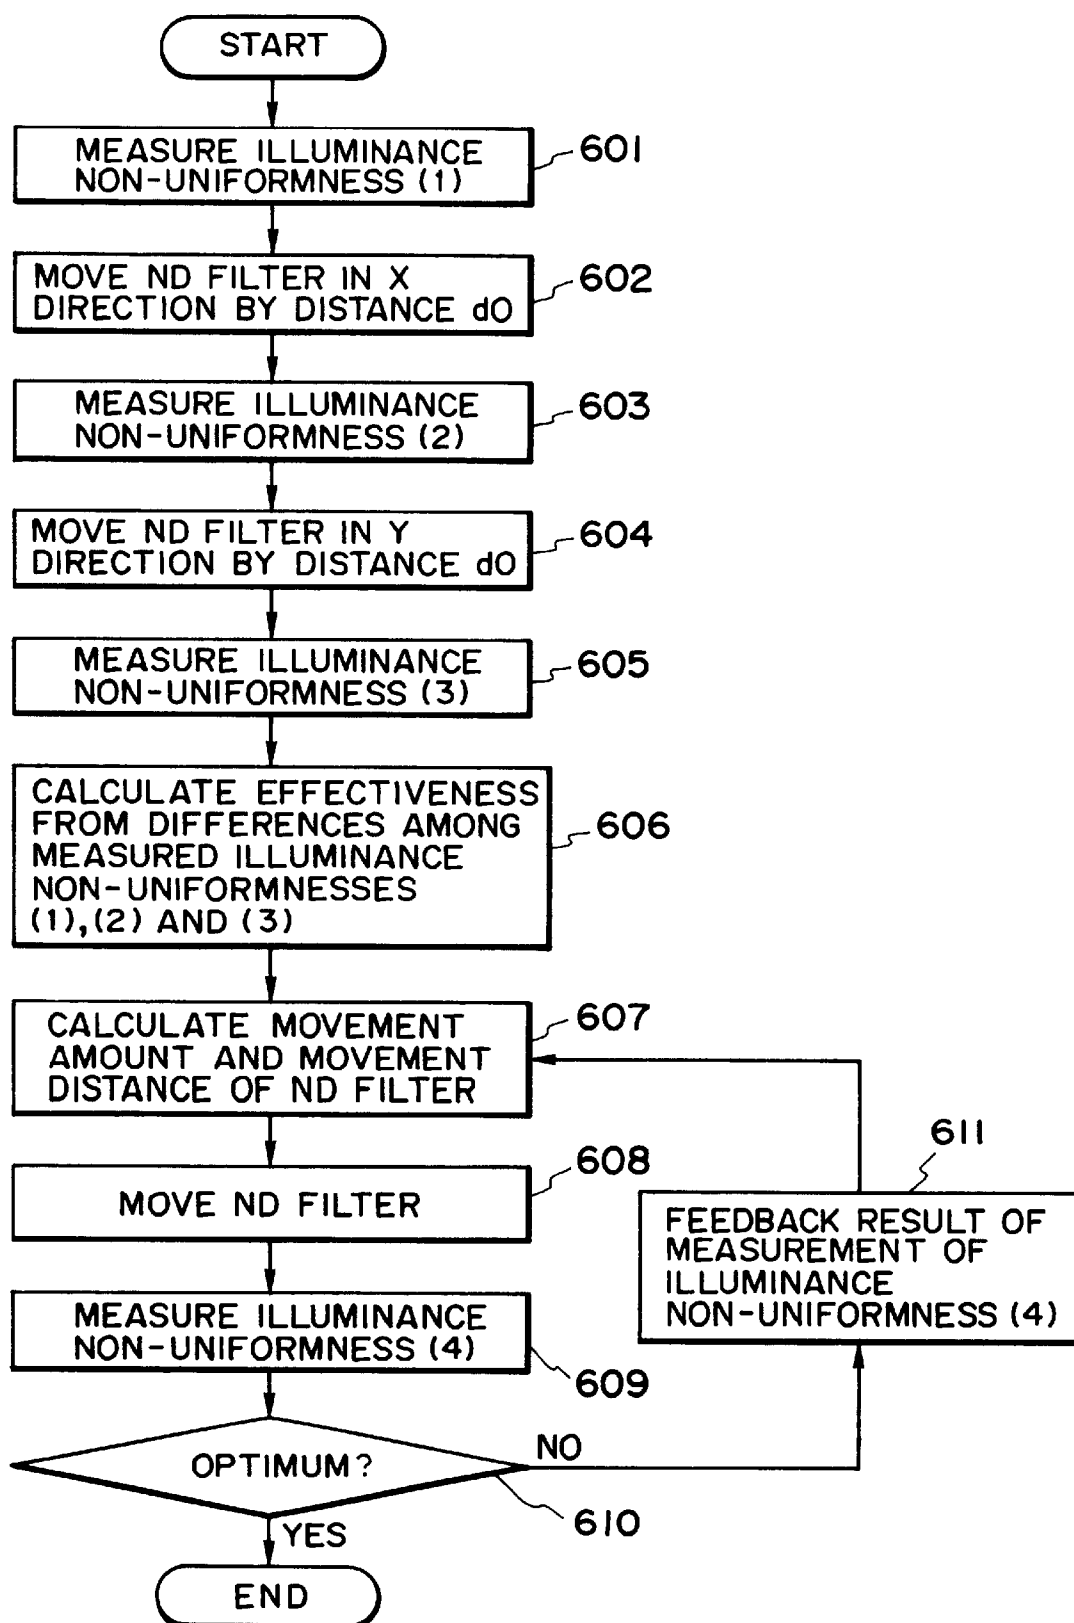 START
MEASURE ILLUMINANCE
NON-UNIFORMNESS (1)
601
MOVE ND FILTER IN X
DIRECTION BY DISTANCE dO
602
MEASURE ILLUMINANCE
NON-UNIFORMNESS (2)
603
MOVE ND FILTER IN Y
DIRECTION BY DISTANCE dO
604
MEASURE ILLUMINANCE
NON-UNIFORMNESS (3)
605
CALCULATE EFFECTIVENESS
FROM DIFFERENCES AMONG
MEASURED ILLUMINANCE
NON-UNIFORMNESSES
(1),(2) AND (3)
606
CALCULATE MOVEMENT
AMOUNT AND MOVEMENT
DISTANCE OF ND FILTER
607
MOVE ND FILTER
608
MEASURE ILLUMINANCE
NON-UNIFORMNESS (4)
609
OPTIMUM?
610
NO
611
FEEDBACK RESULT OF
MEASUREMENT OF
ILLUMINANCE
NON-UNIFORMNESS (4)
YES
END